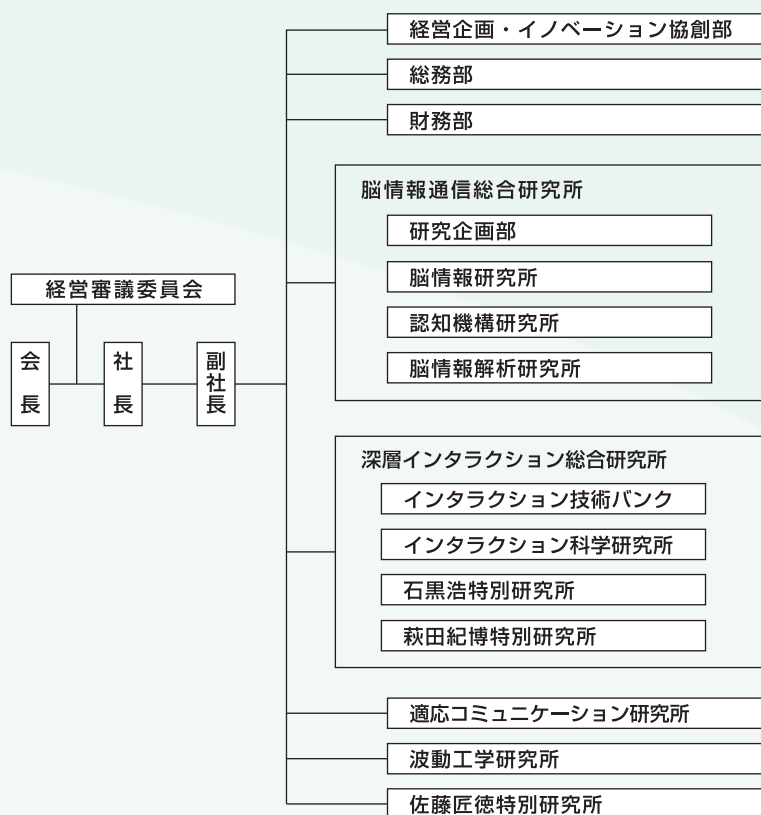 経営企画・イノベーション協創部
総務部
財務部
脳情報通信総合研究所
研究企画部
脳情報研究所
認知機構研究所
脳情報解析研究所
経営審議委員会
会長
社長
副社長
深層インタラクション総合研究所
インタラクション技術バンク
インタラクション科学研究所
石黒浩特別研究所
萩田紀博特別研究所
適応コミュニケーション研究所
波動工学研究所
佐藤匠徳特別研究所